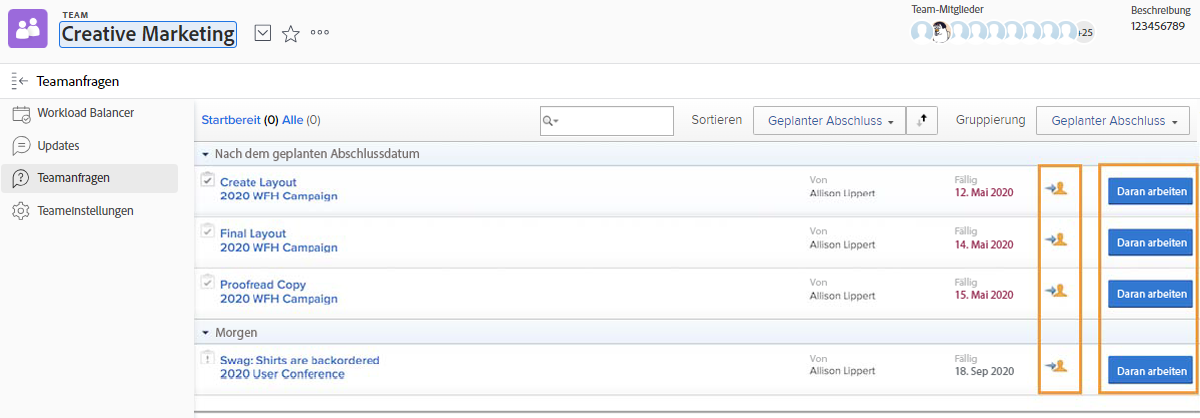 TEAM
Creative Marketing
Team-Mitglieder
+25
Beschreibung
123456789
Teamanfragen
Workload Balancer
Updates
Teamanfragen
Teameinstellungen
Startbereit (0) Alle (0)
Sortieren
Geplanter Abschluss
Gruppierung
Geplanter Abschluss
Nach dem geplanten Abschlussdatum
Create Layout
2020 WFH Campaign
Von
Allison Lippert
Fällig
12. Mai 2020
Daran arbeiten
Final Layout
2020 WFH Campaign
Von
Allison Lippert
Fällig
14. Mai 2020
Daran arbeiten
Proofread Copy
2020 WFH Campaign
Von
Allison Lippert
Fällig
15. Mai 2020
Daran arbeiten
Morgen
Swag: Shirts are backordered
2020 User Conference
Von
Allison Lippert
Fällig
18. Sep 2020
Daran arbeiten